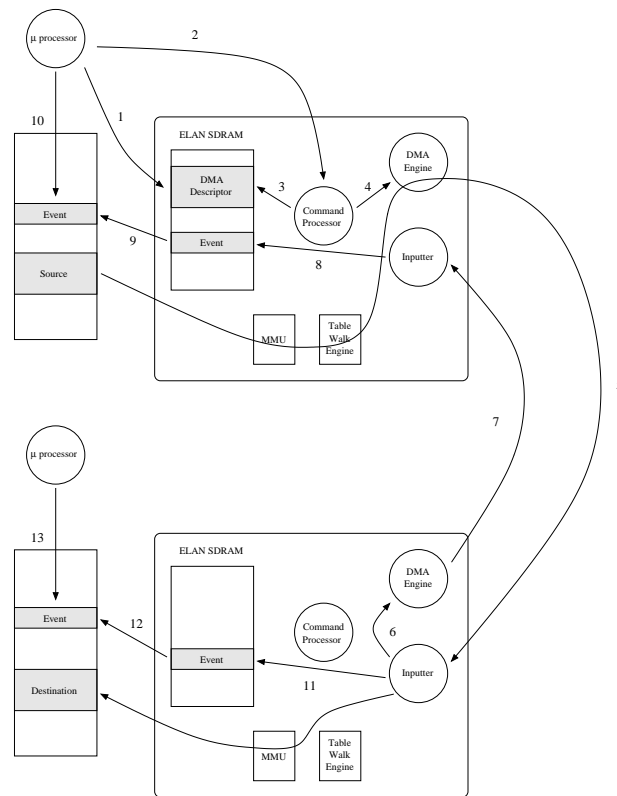 2
μ processor
1
10
ELAN SDRAM
DMA
Descriptor
3
4
DMA
Engine
Command
Processor
Event
9
Event
8
Inputter
Source
MMU
Table
Walk
Engine
7
μ processor
13
ELAN SDRAM
DMA
Engine
Event
12
Command
Processor
6
Event
11
Inputter
Destination
MMU
Table
Walk
Engine